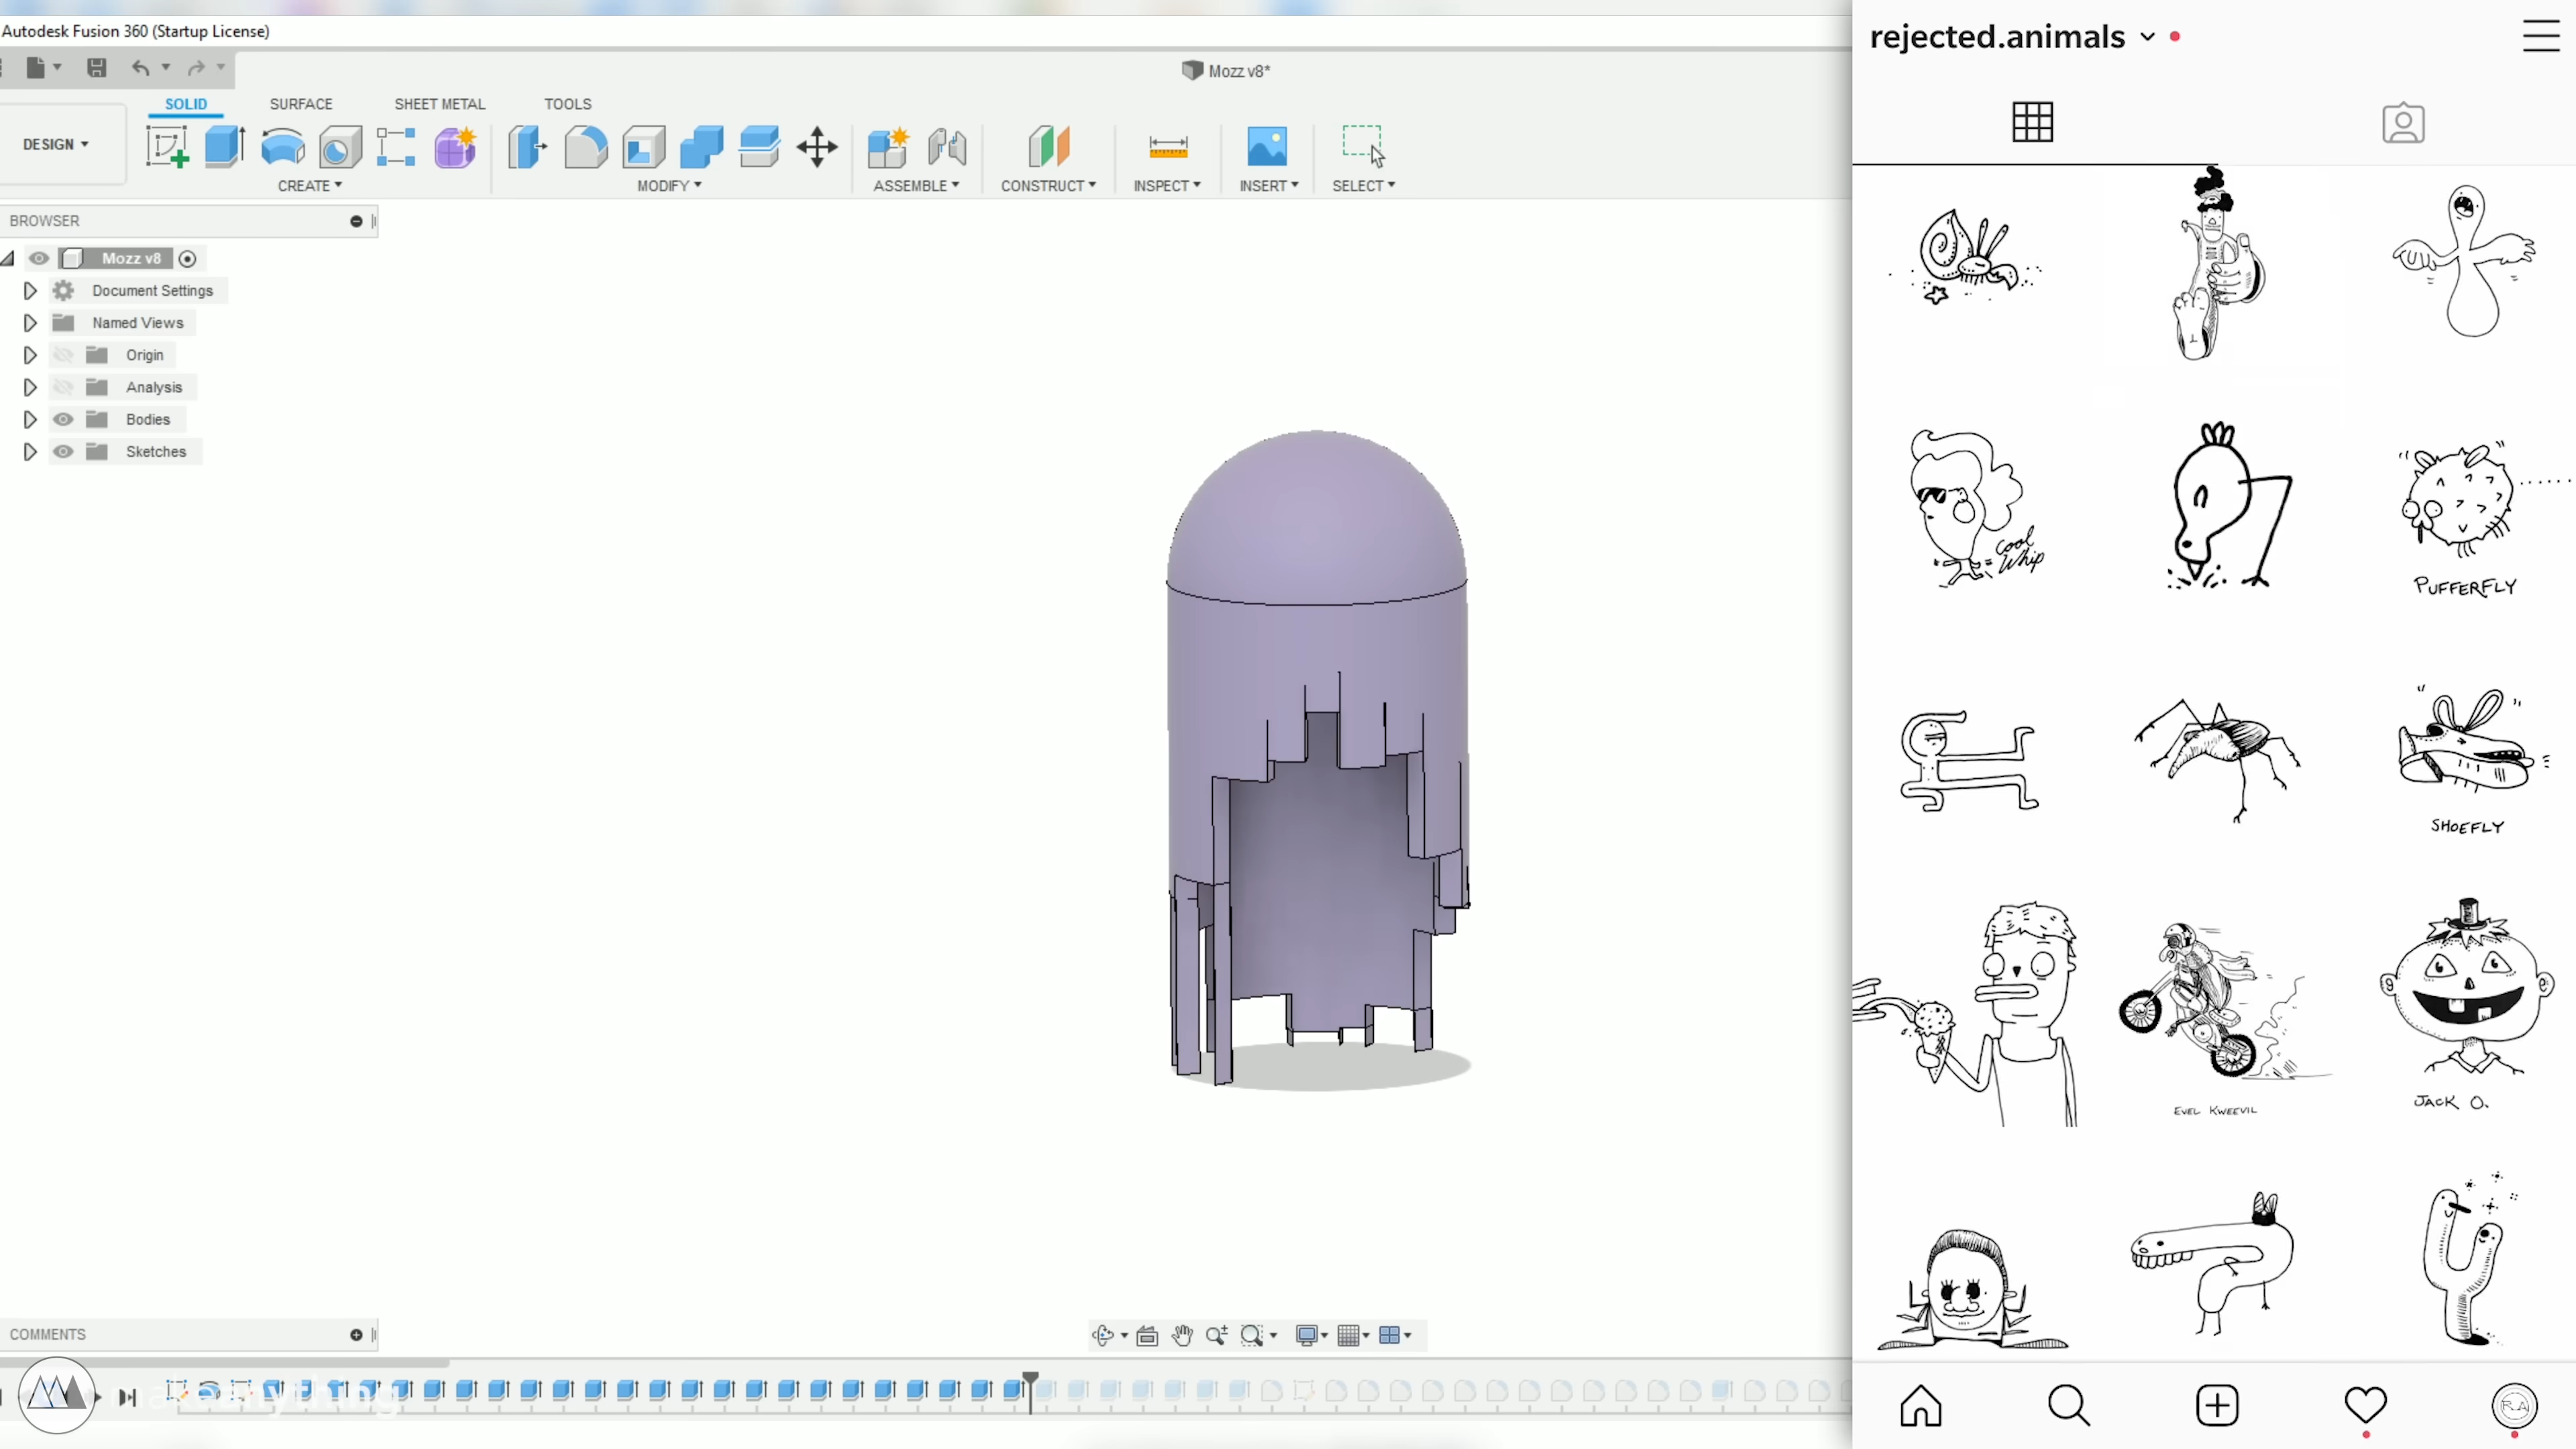 Autodesk Fusion 360 (Startup License)
Mozz v8*
SOLID
SURFACE
SHEET METAL
TOOLS
DESIGN
CREATE
MODIFY
ASSEMBLE
CONSTRUCT
INSPECT
INSERT
SELECT
BROWSER
Mozz v8
Document Settings
Named Views
Origin
Analysis
Bodies
Sketches
COMMENTS
rejected.animals
Cool
Whip
PUFFERFLY
SHOEFLY
EVEL KWEEVIL
JACK O.
RA